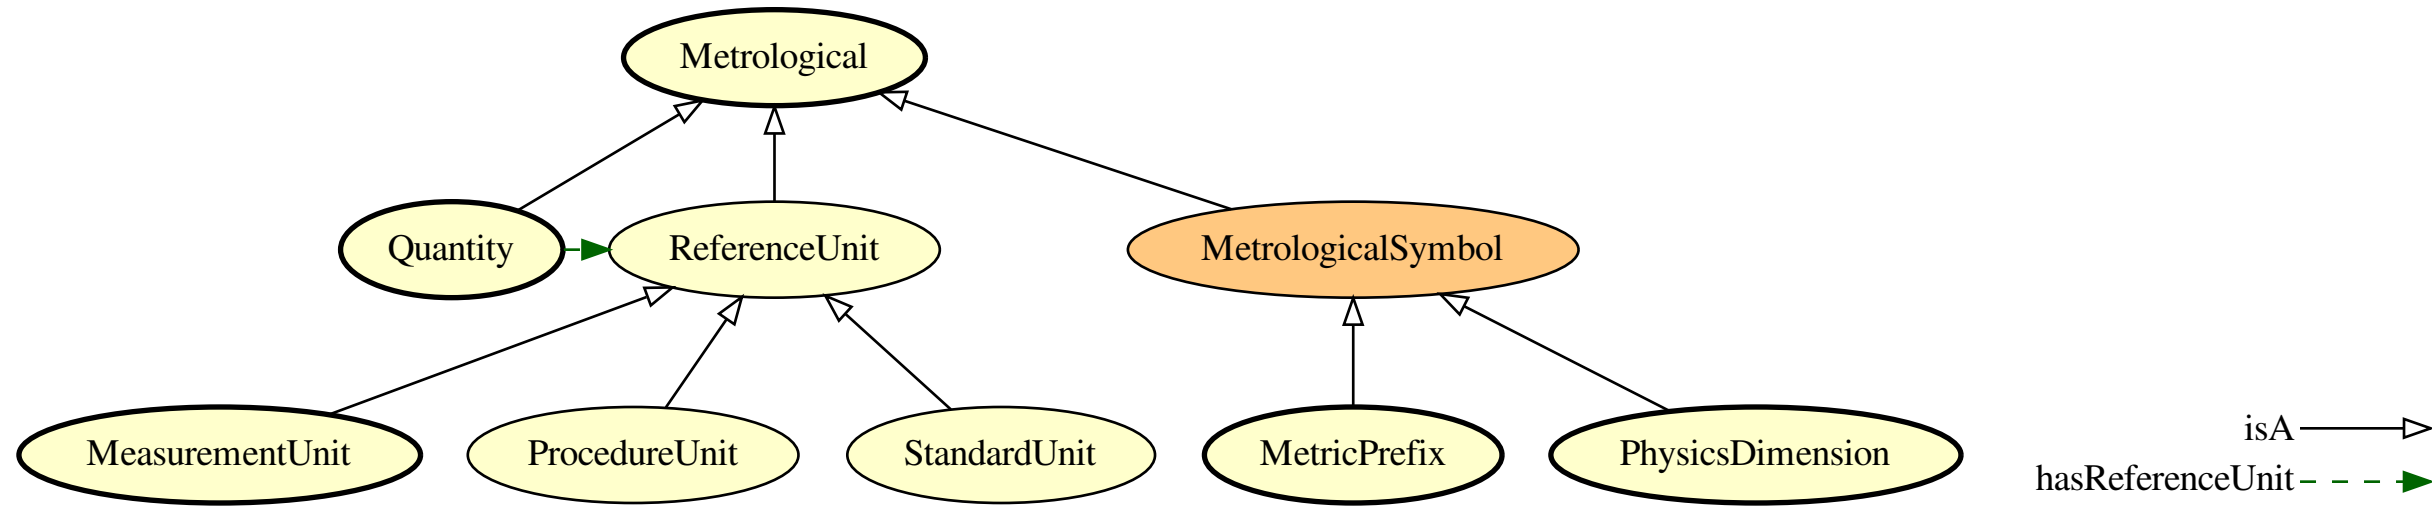 Metrological
Quantity
ReferenceUnit
MetrologicalSymbol
MeasurementUnit
ProcedureUnit
StandardUnit
MetricPrefix
PhysicsDimension
isA
hasReferenceUnit